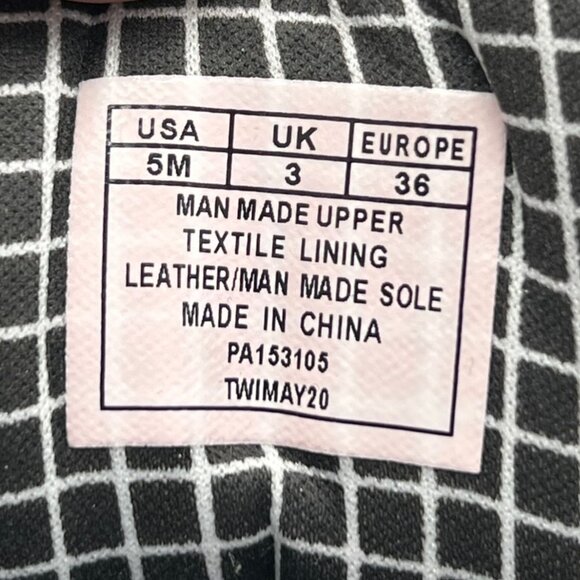 USA UK EUROPE
5M 3 36
MAN MADE UPPER
TEXTILE LINING
LEATHER/MAN MADE SOLE
MADE IN CHINA
PA153105
TWIMAY20